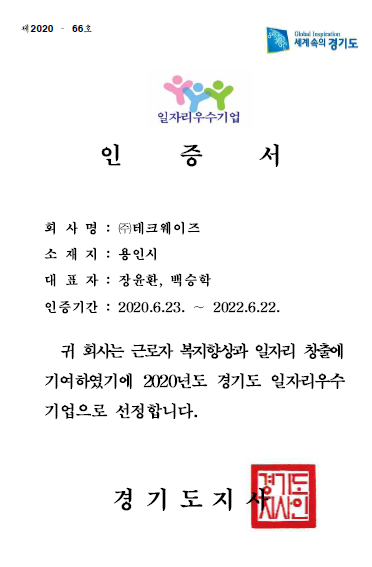 제2020 - 66호
Global Inspiration
세계속의 경기도
일자리우수기업
인 증 서
회 사 명 : ㈜테크웨이즈
소 재 지 : 용인시
대 표 자 : 장윤환, 백승학
인증기간 : 2020.6.23. ~ 2022.6.22.
귀 회사는 근로자 복지향상과 일자리 창출에
기여하였기에 2020년도 경기도 일자리우수
기업으로 선정합니다.
경 기 도 지 사
경기도
지사인